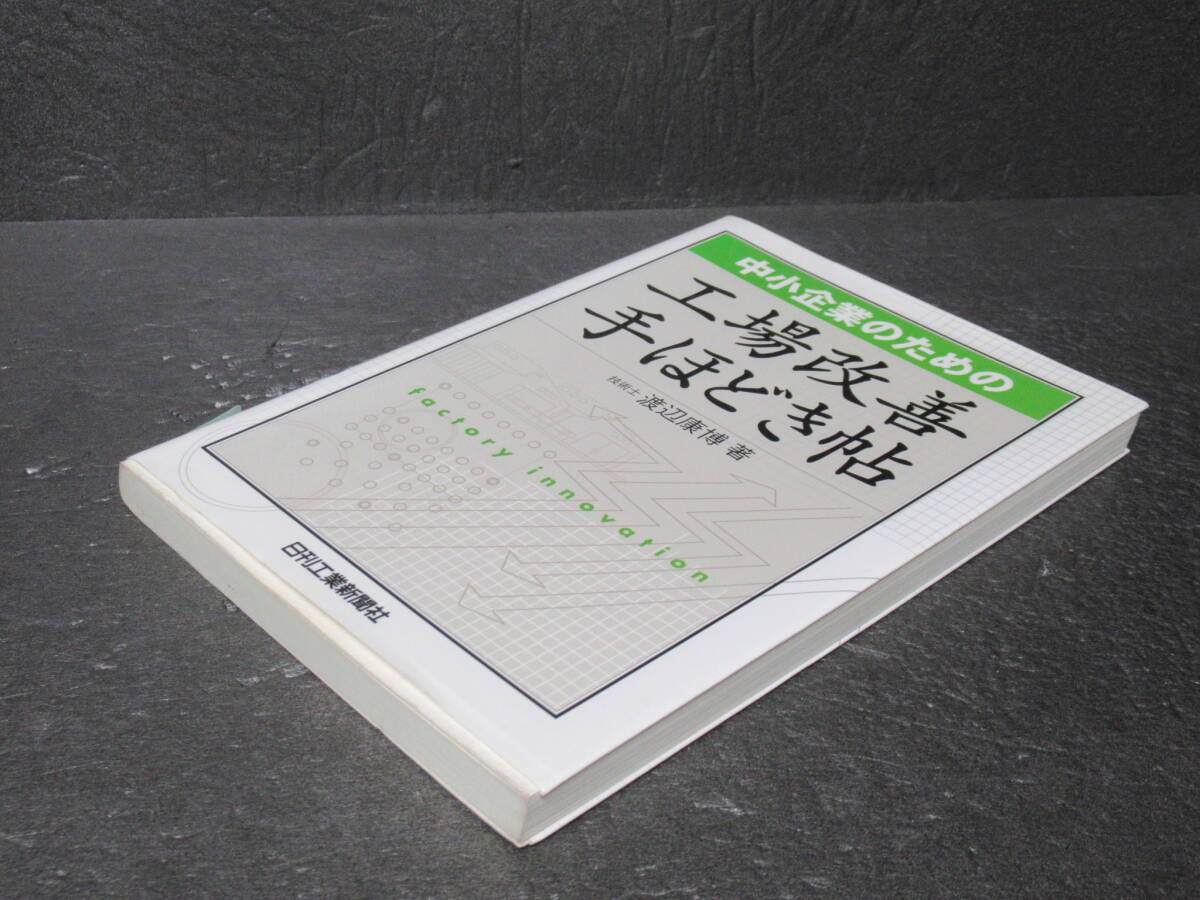 中小企業のための
工場改善
手ほどき帖
技術士 渡辺康博 著
factory innovation
日刊工業新聞社